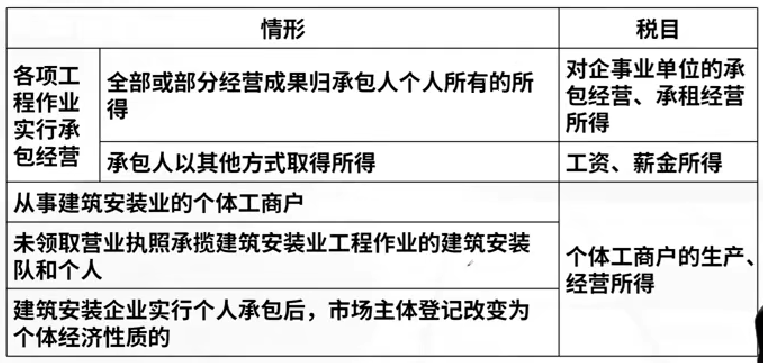 情形
税目
各项工
程作业
实行承
包经营
全部或部分经营成果归承包人个人所有的所
得
对企事业单位的承
包经营、承租经营
所得
承包人以其他方式取得所得
工资、薪金所得
从事建筑安装业的个体工商户
未领取营业执照承揽建筑安装业工程作业的建筑安装
队和个人
建筑安装企业实行个人承包后，市场主体登记改变为
个体经济性质的
个体工商户的生产、
经营所得